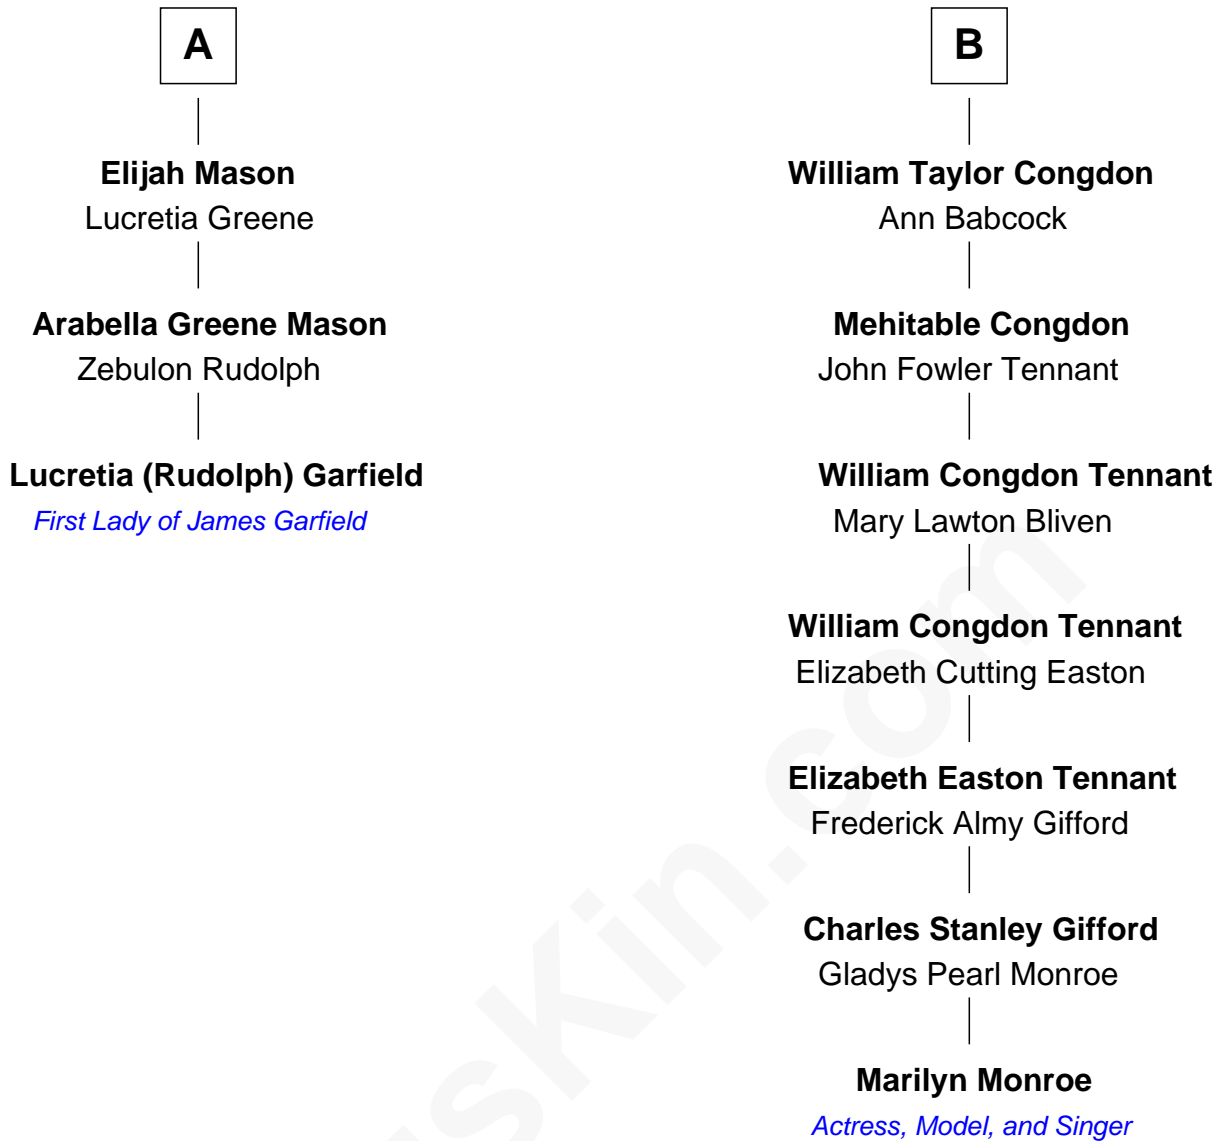 A
Elijah Mason
Lucretia Greene
Arabella Greene Mason
Zebulon Rudolph
Lucretia (Rudolph) Garfield
First Lady of James Garfield
B
William Taylor Congdon
Ann Babcock
Mehitable Congdon
John Fowler Tennant
William Congdon Tennant
Mary Lawton Bliven
William Congdon Tennant
Elizabeth Cutting Easton
Elizabeth Easton Tennant
Frederick Almy Gifford
Charles Stanley Gifford
Gladys Pearl Monroe
Marilyn Monroe
Actress, Model, and Singer